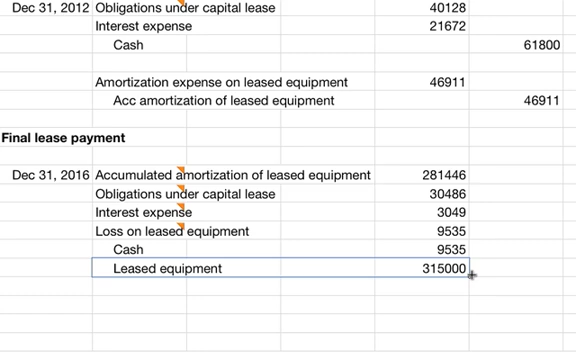 Dec 31, 2012 Obligations under capital lease 40128
Interest expense 21672
Cash 61800
Amortization expense on leased equipment 46911
Acc amortization of leased equipment 46911
Final lease payment
Dec 31, 2016 Accumulated amortization of leased equipment 281446
Obligations under capital lease 30486
Interest expense 3049
Loss on leased equipment 9535
Cash 9535
Leased equipment 315000